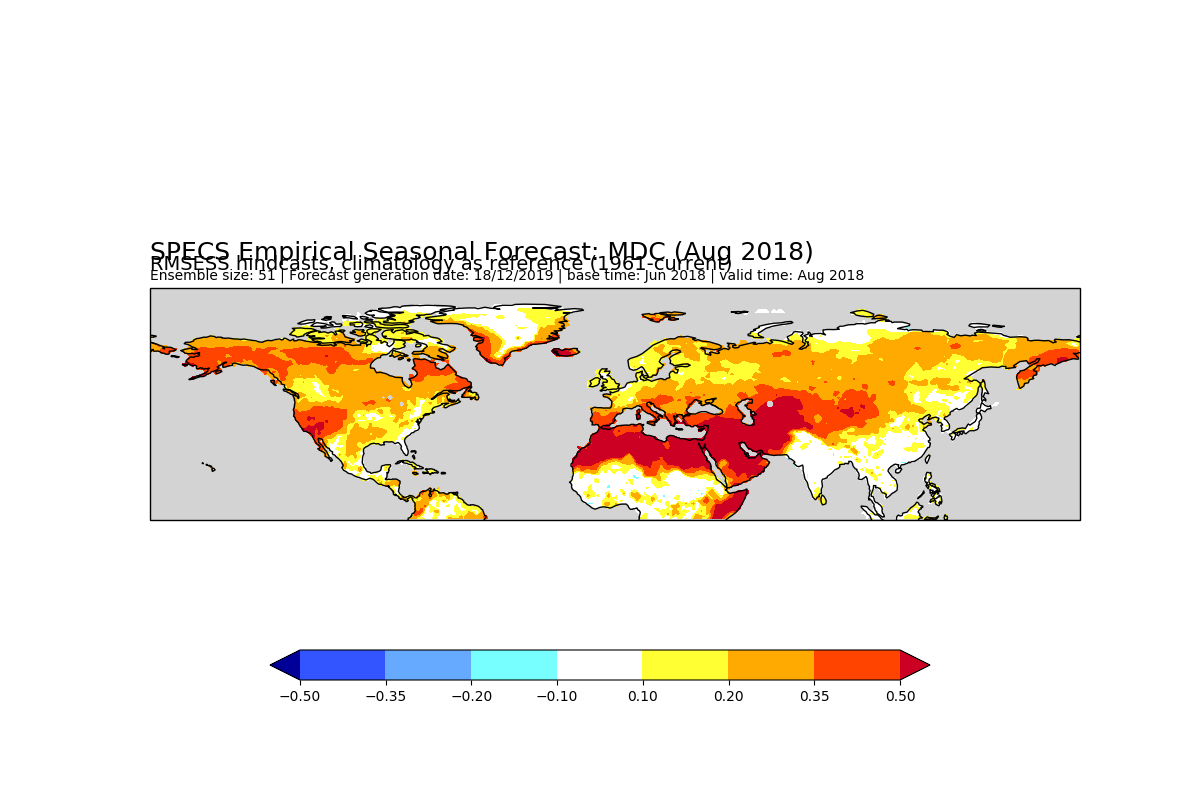 SPECS Empirical Seasonal Forecast: MDC (Aug 2018)
RMSESS hindcasts, climatology as reference (1961-current)
Ensemble size: 51 | Forecast generation date: 18/12/2019 | base time: Jun 2018 | valid time: Aug 2018
−0.50 −0.35 −0.20 −0.10 0.10 0.20 0.35 0.50